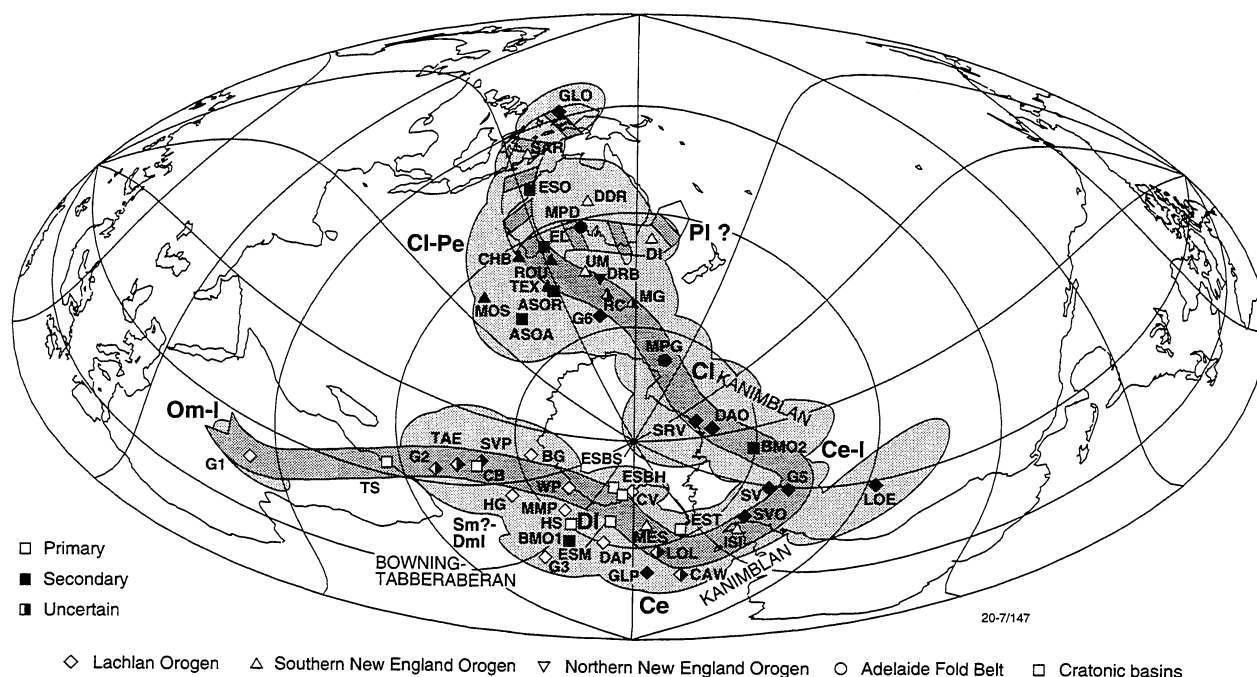 GLO
SAR
ESO
DDR
MPD
Cl-Pe
EL
Pl ?
CHB
UM
DI
ROU
DRB
TEX
ASOR
RC
MG
MOS
G6
ASOA
MPG
Cl
KANIMBLAN
Om-l
DAO
SRV
BMO2
Ce-l
TAE
SVP
G1
G2
BG
ESBS
CB
ESBH
TS
WP
CV
SV
G5
LOE
HG
MMP
SVO
Sm?-
Dml
HS
Dl
EST
MES
ISI
BMO1
ESM
DAP
LOL
BOWNING-
TABBERABERAN
G3
GLP
CAW
KANIMBLAN
Ce
20-7/147
Primary
Secondary
Uncertain
Lachlan Orogen
Southern New England Orogen
Northern New England Orogen
Adelaide Fold Belt
Cratonic basins